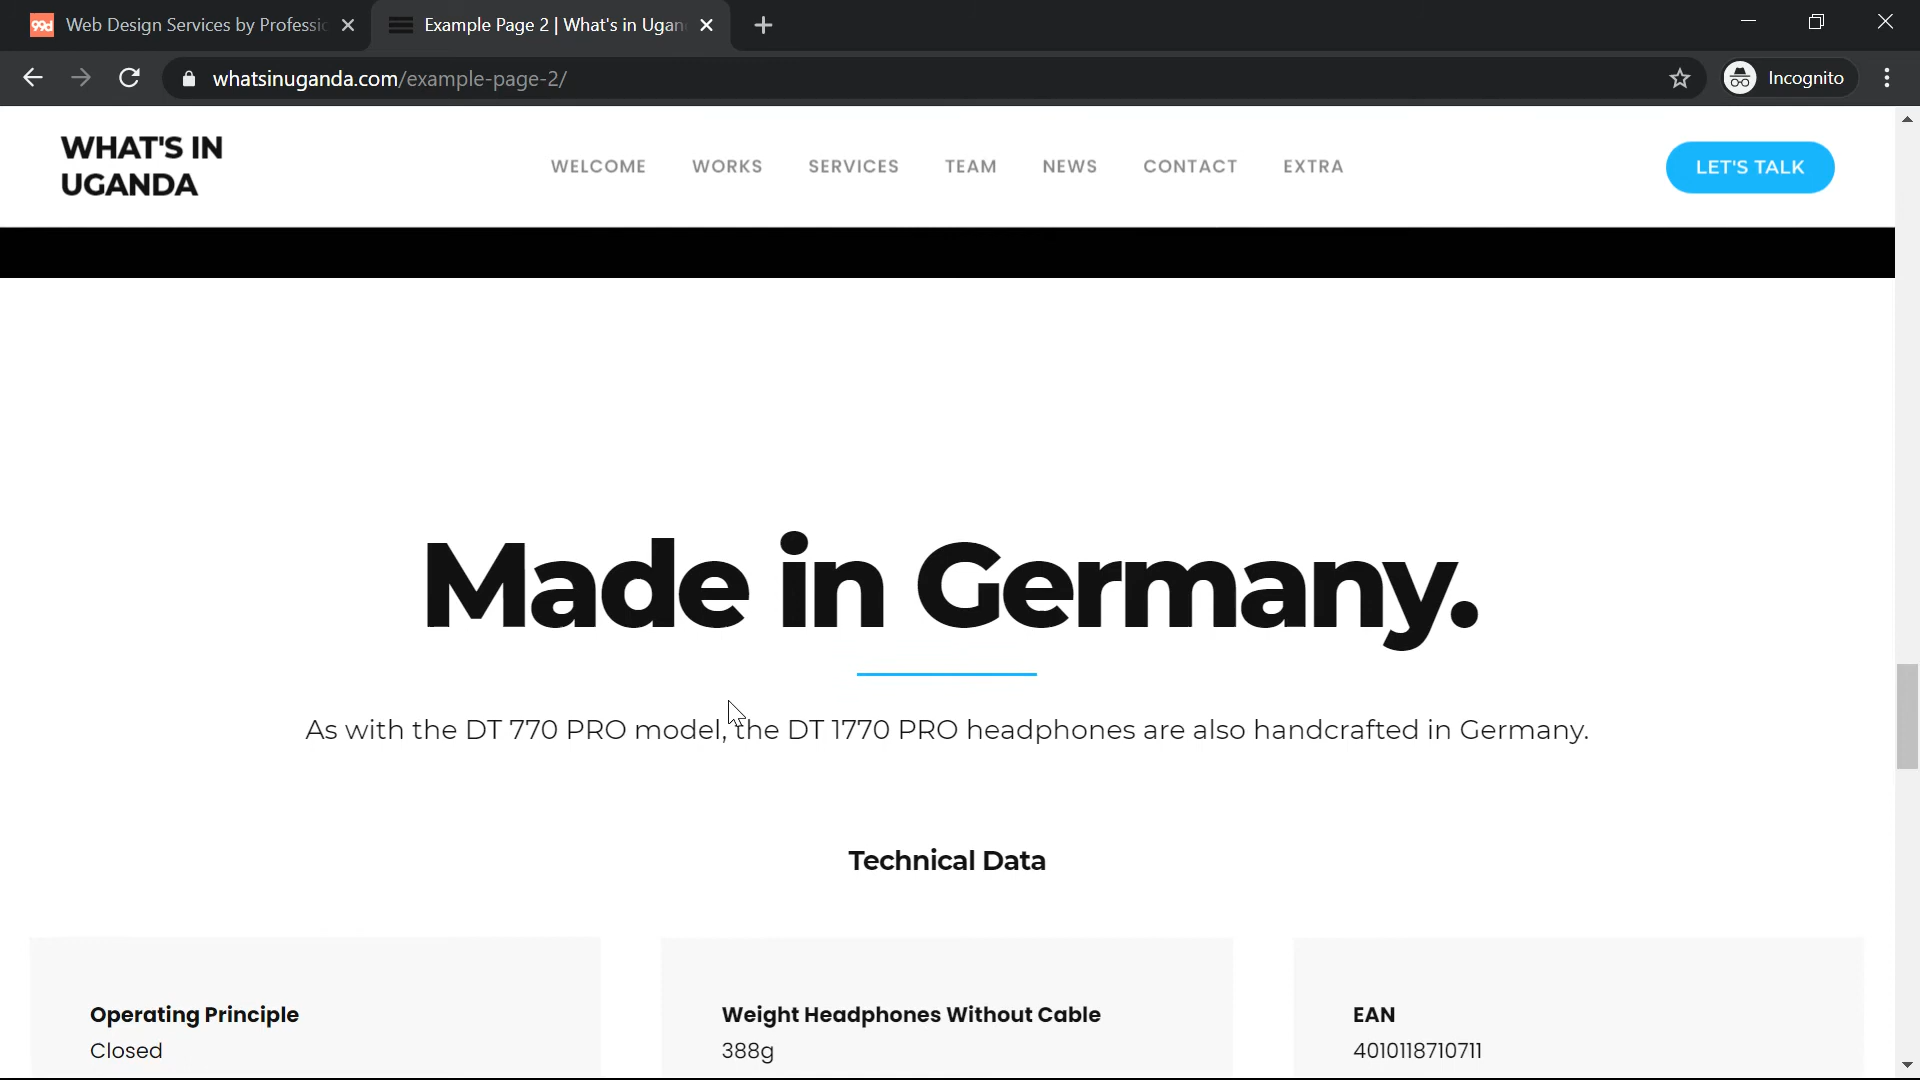 99d Web Design Services by Professi
Example Page 2 | What's in Ugan
whatsinuganda.com/example-page-2/
Incognito
WHAT'S IN
UGANDA
WELCOME WORKS SERVICES TEAM NEWS CONTACT EXTRA
LET'S TALK
Made in Germany.
As with the DT 770 PRO model, the DT 1770 PRO headphones are also handcrafted in Germany.
Technical Data
Operating Principle
Closed
Weight Headphones Without Cable
388g
EAN
4010118710711